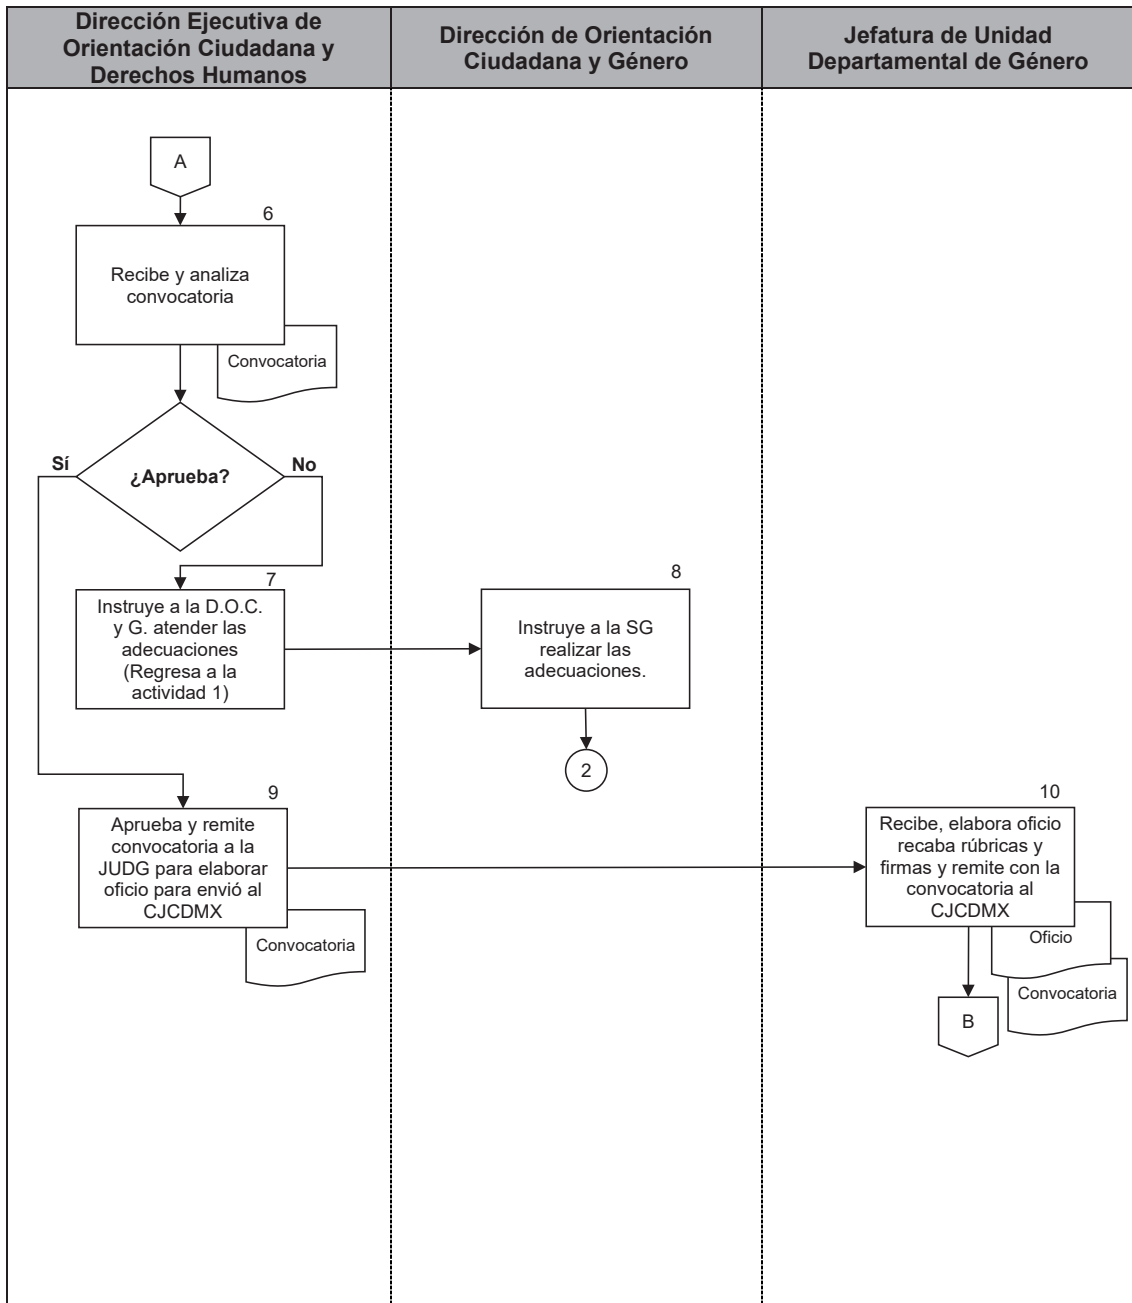 Dirección Ejecutiva de
Orientación Ciudadana y
Derechos Humanos
Dirección de Orientación
Ciudadana y Género
Jefatura de Unidad
Departamental de Género
A
6
Recibe y analiza
convocatoria
Convocatoria
¿Aprueba?
Sí
No
7
Instruye a la D.O.C.
y G. atender las
adecuaciones
(Regresa a la
actividad 1)
8
Instruye a la SG
realizar las
adecuaciones.
2
9
Aprueba y remite
convocatoria a la
JUDG para elaborar
oficio para envió al
CJCDMX
Convocatoria
10
Recibe, elabora oficio
recaba rúbricas y
firmas y remite con la
convocatoria al
CJCDMX
Oficio
Convocatoria
B